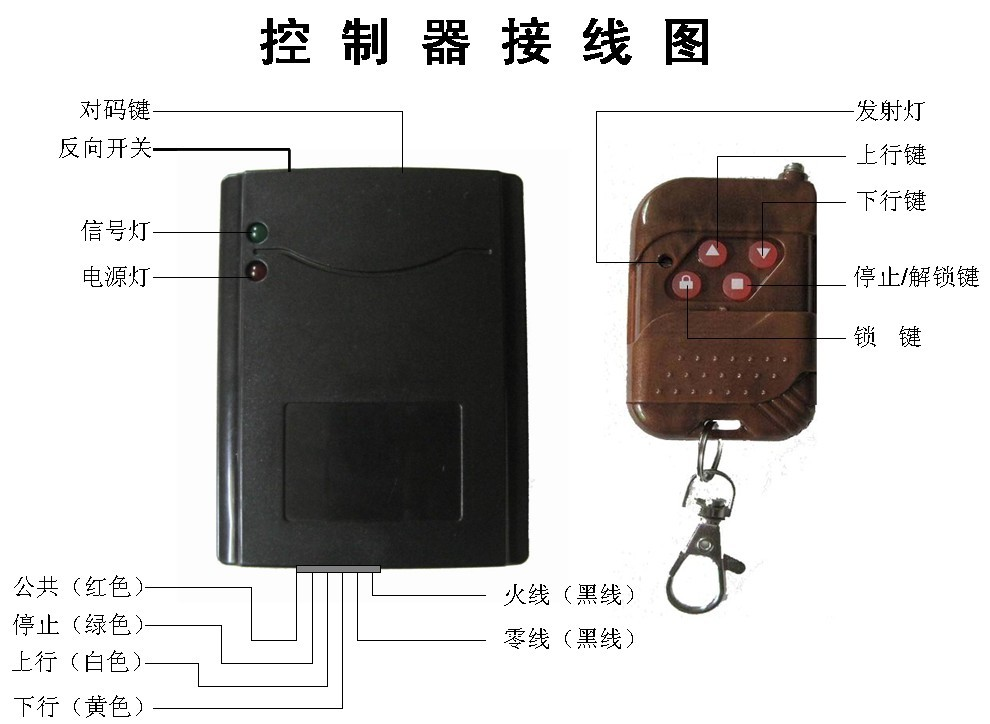 控制器接线图
对码键
反向开关
信号灯
电源灯
发射灯
上行键
下行键
停止/解锁键
锁 键
公共（红色）
停止（绿色）
上行（白色）
下行（黄色）
火线（黑线）
零线（黑线）